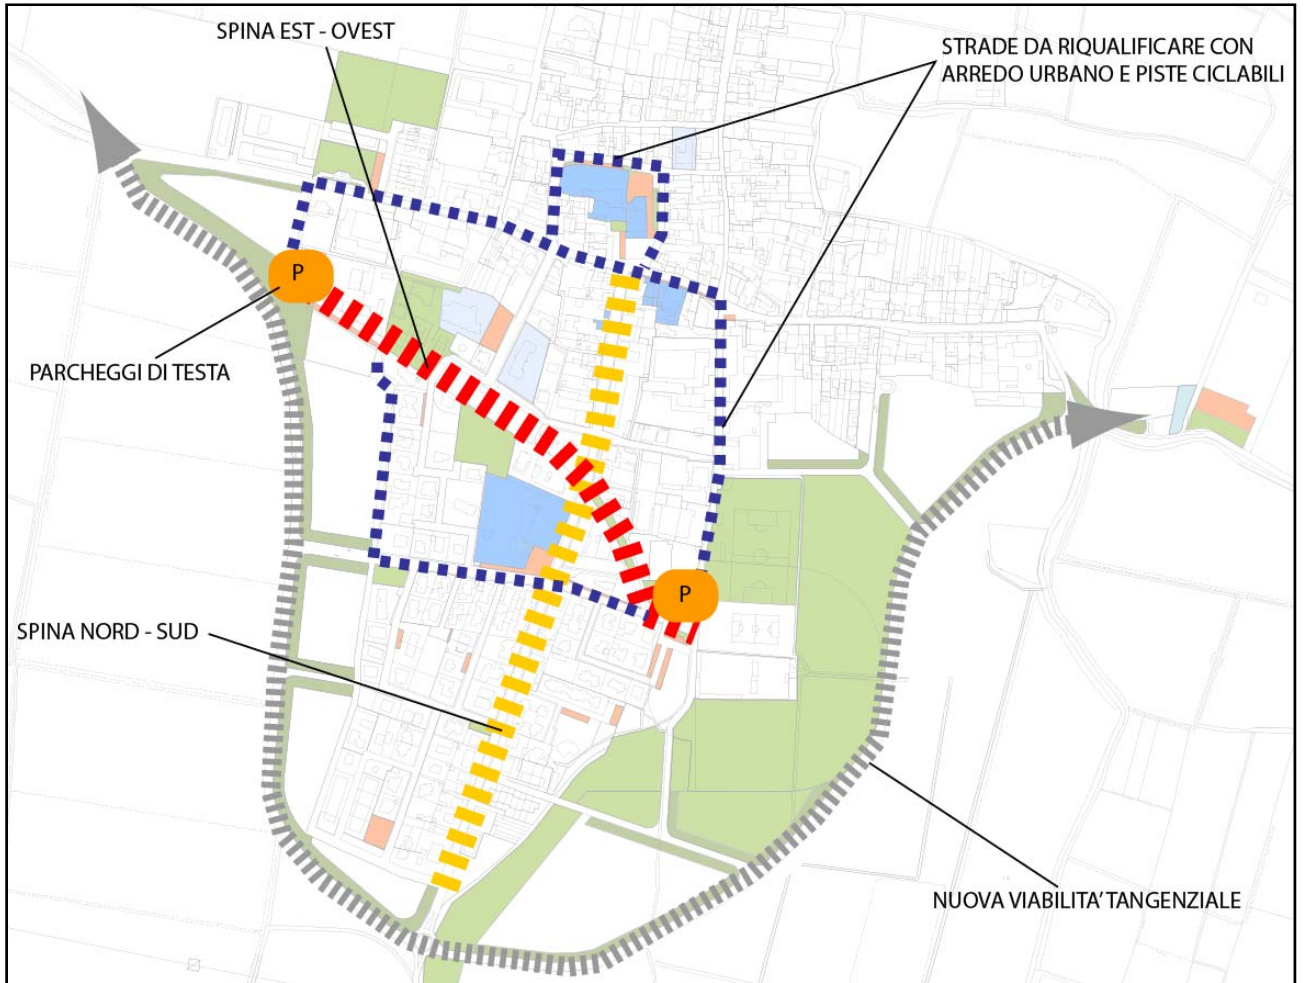 SPINA EST - OVEST
STRADE DA RIQUALIFICARE CON
ARREDO URBANO E PISTE CICLABILI
P
PARCHEGGI DI TESTA
P
SPINA NORD - SUD
NUOVA VIABILITA' TANGENZIALE